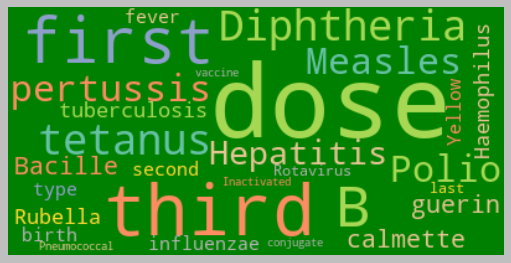 fever
first
Diphtheria
Measles
Haemophilus
vaccine
pertussis
dose
Yellow
tuberculosis
tetanus
Hepatitis
Bacille
second
Rotavirus
Polio
type
Inactivated
last
third
B
guerin
Rubella
birth
influenzae
calmette
Pneumococcal
conjugate